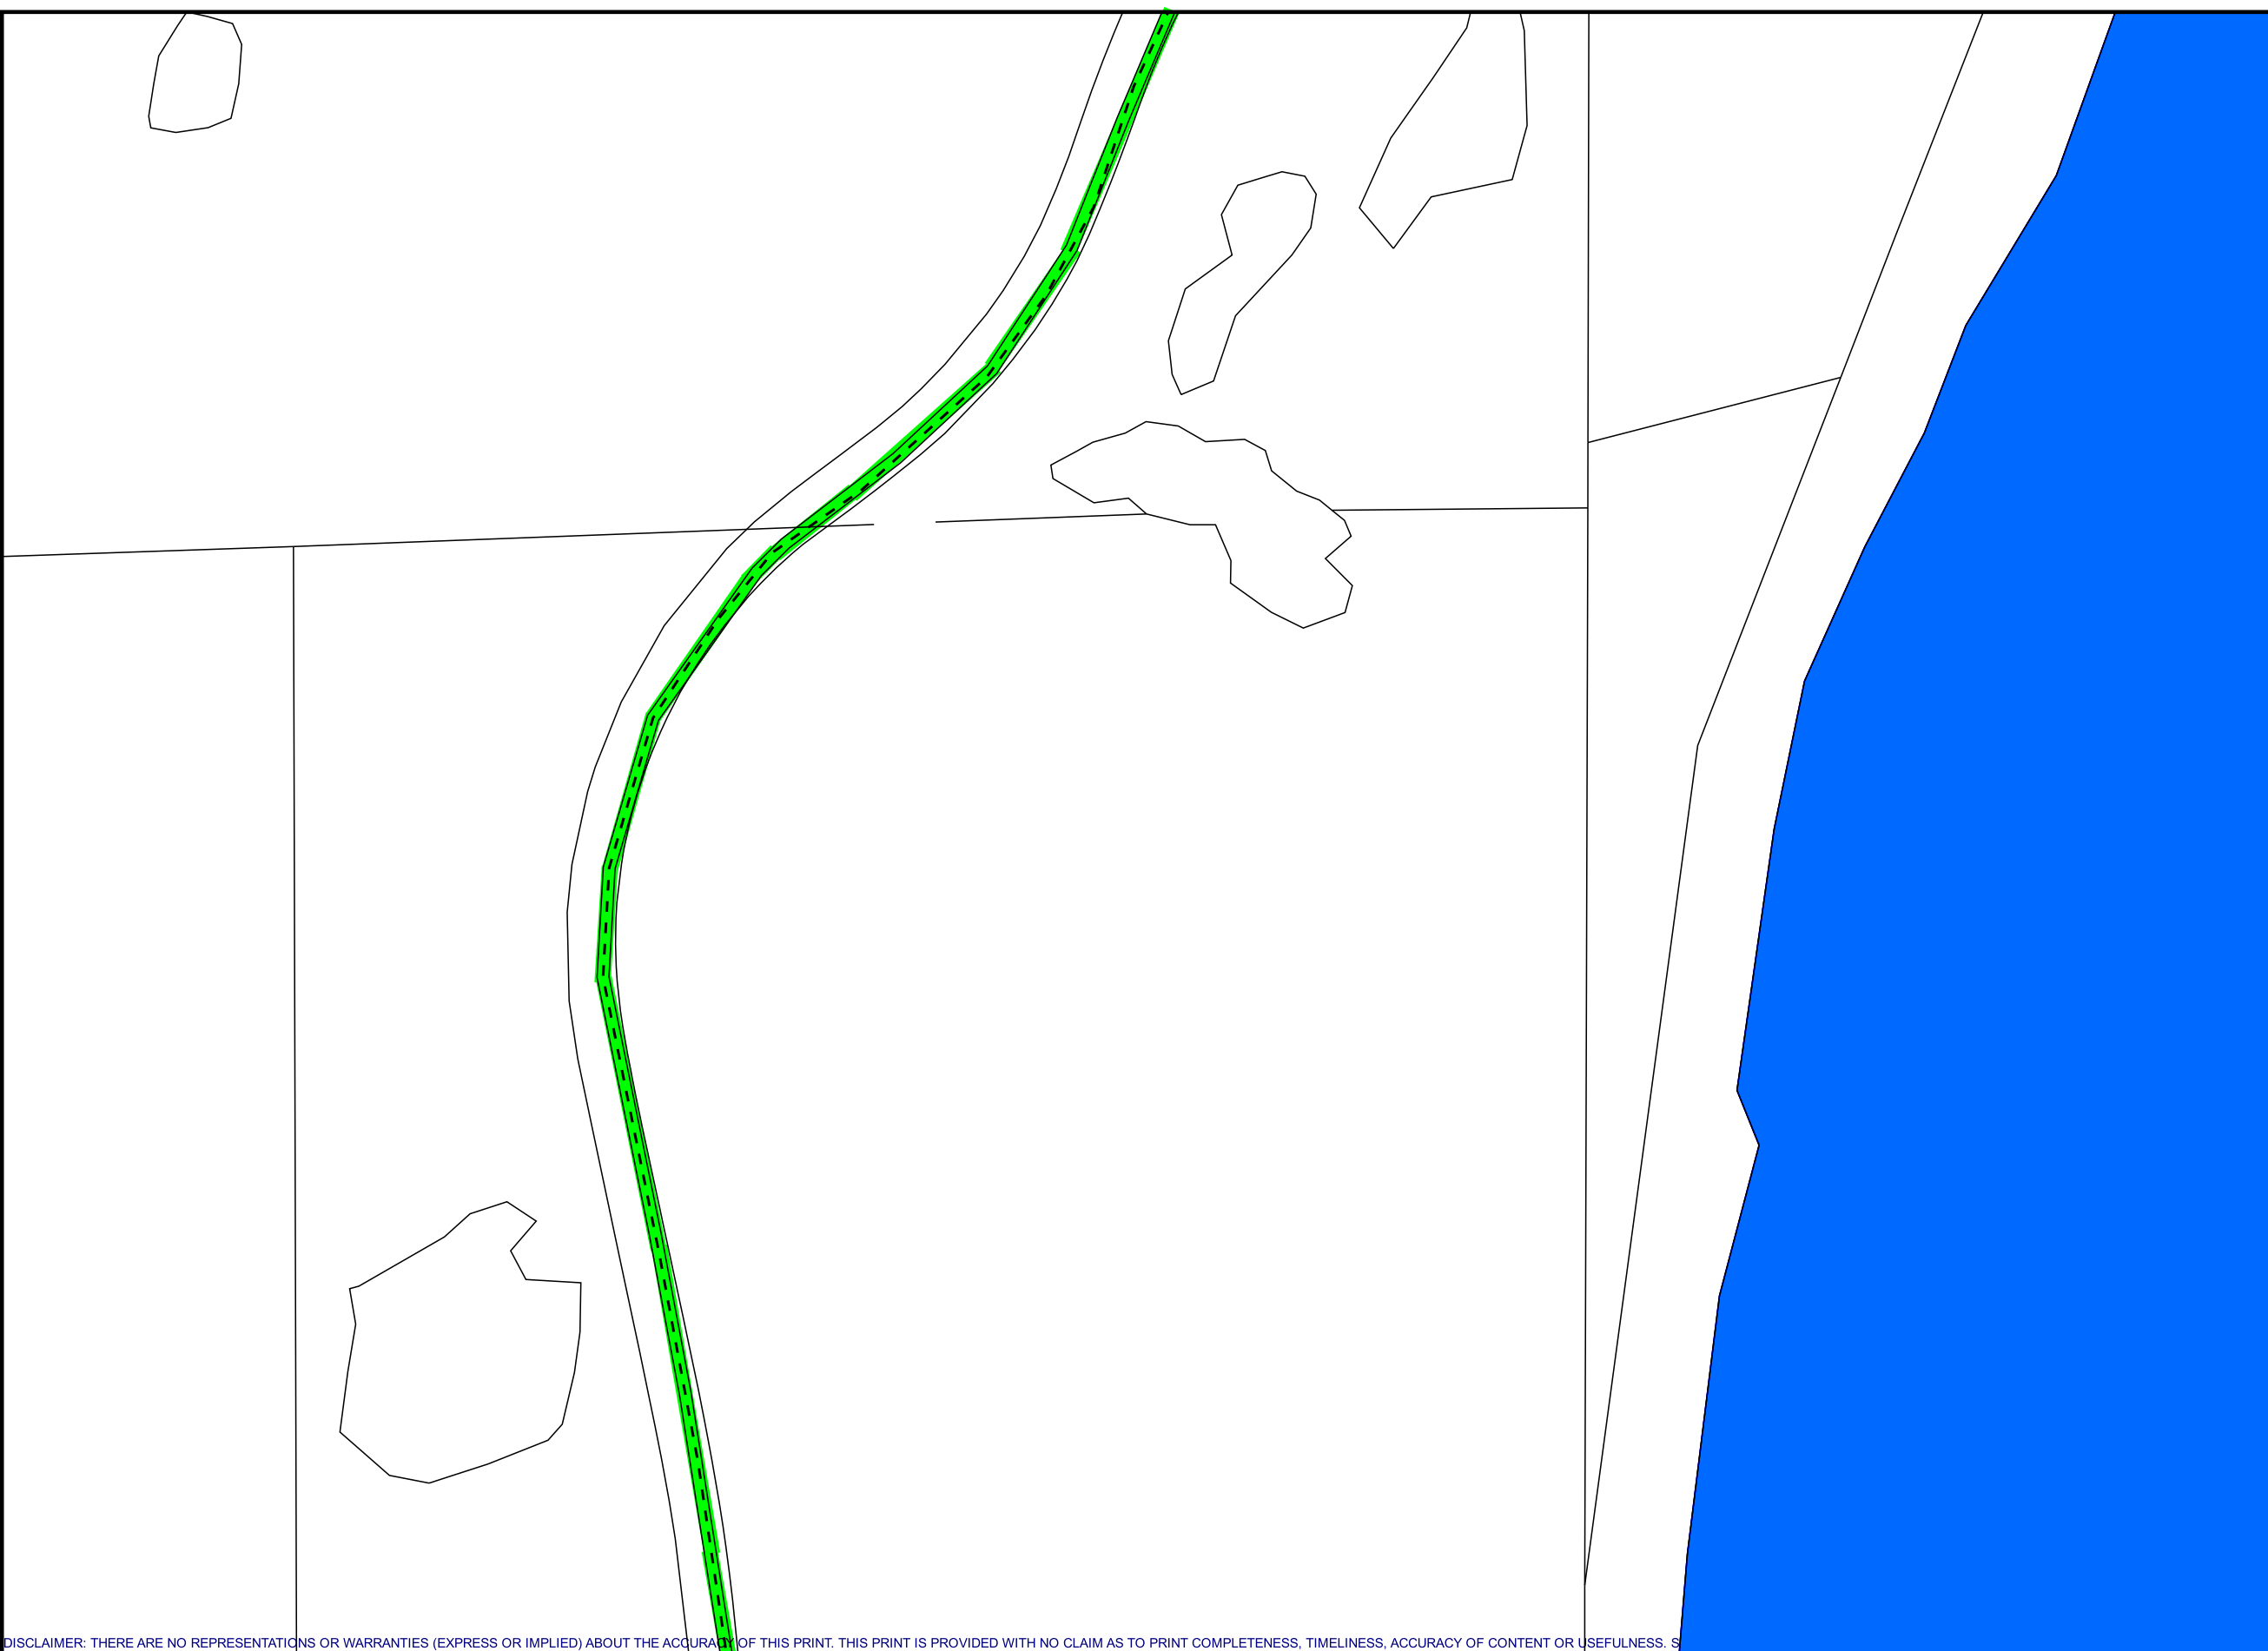 DISCLAIMER: THERE ARE NO REPRESENTATIONS OR WARRANTIES (EXPRESS OR IMPLIED) ABOUT THE ACCURACY OF THIS PRINT. THIS PRINT IS PROVIDED WITH NO CLAIM AS TO PRINT COMPLETENESS, TIMELINESS, ACCURACY OF CONTENT OR USEFULNESS. S